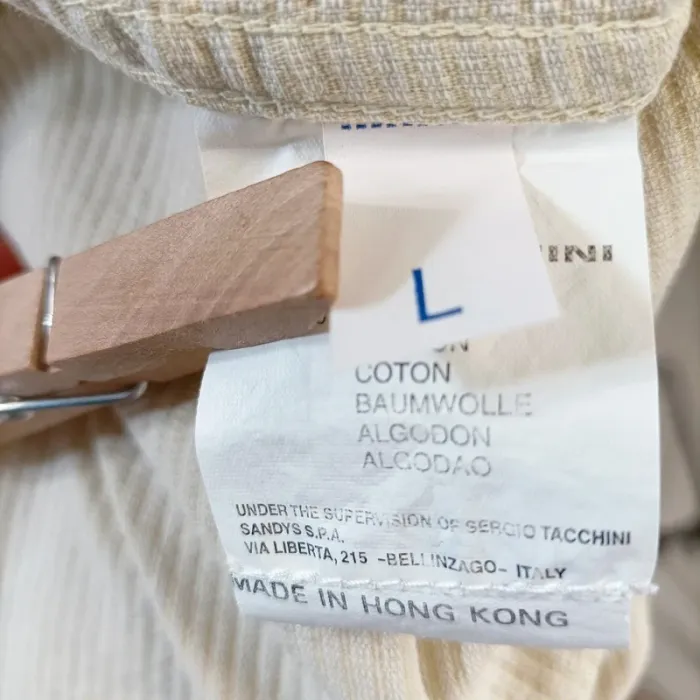 L
COTON
BAUMWOLLE
ALGODON
ALGODAO
UNDER THE SUPERVISION OF SERGIO TACCHINI
SANDYS S.P.A.
VIA LIBERTA, 215 -BELLINZAGO- ITALY
MADE IN HONG KONG